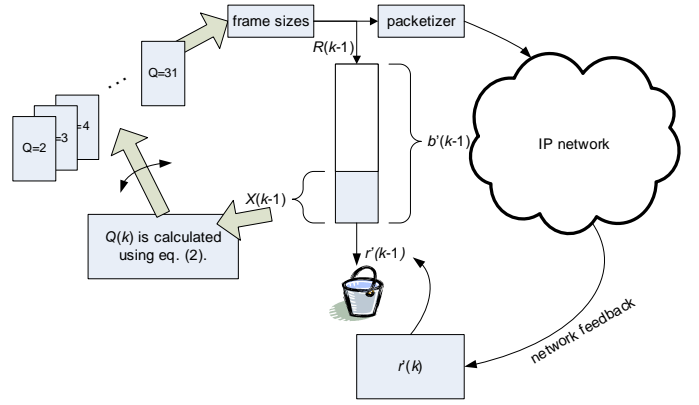 frame sizes
packetizer
R(k-1)
Q=31
...
=4
=3
Q=2
b'(k-1)
IP network
X(k-1)
Q(k) is calculated
using eq. (2).
r'(k-1)
network feedback
r'(k)